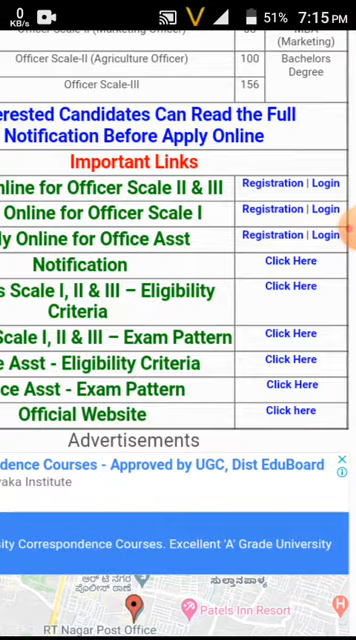 0
KB/s
51% 7:15 PM
MBA
(Marketing)
Officer Scale-II (Agriculture Officer) 100 Bachelors
Degree
Officer Scale-III 156
erested Candidates Can Read the Full
Notification Before Apply Online
Important Links
nline for Officer Scale II & III Registration | Login
Online for Officer Scale I Registration | Login
ly Online for Office Asst Registration | Login
Notification Click Here
s Scale I, II & III – Eligibility Click Here
Criteria
Scale I, II & III – Exam Pattern Click Here
e Asst - Eligibility Criteria Click Here
ce Asst - Exam Pattern Click Here
Official Website Click here
Advertisements
dence Courses - Approved by UGC, Dist EduBoard
yaka Institute
sity Correspondence Courses. Excellent 'A' Grade University
ಆರ್ ಟಿ ನಗರ
ಪೊಲೀಸ್ ಠಾಣೆ
ಸುಲ್ತಾನಪಾಳ್ಯ
Patels Inn Resort
RT Nagar Post Office